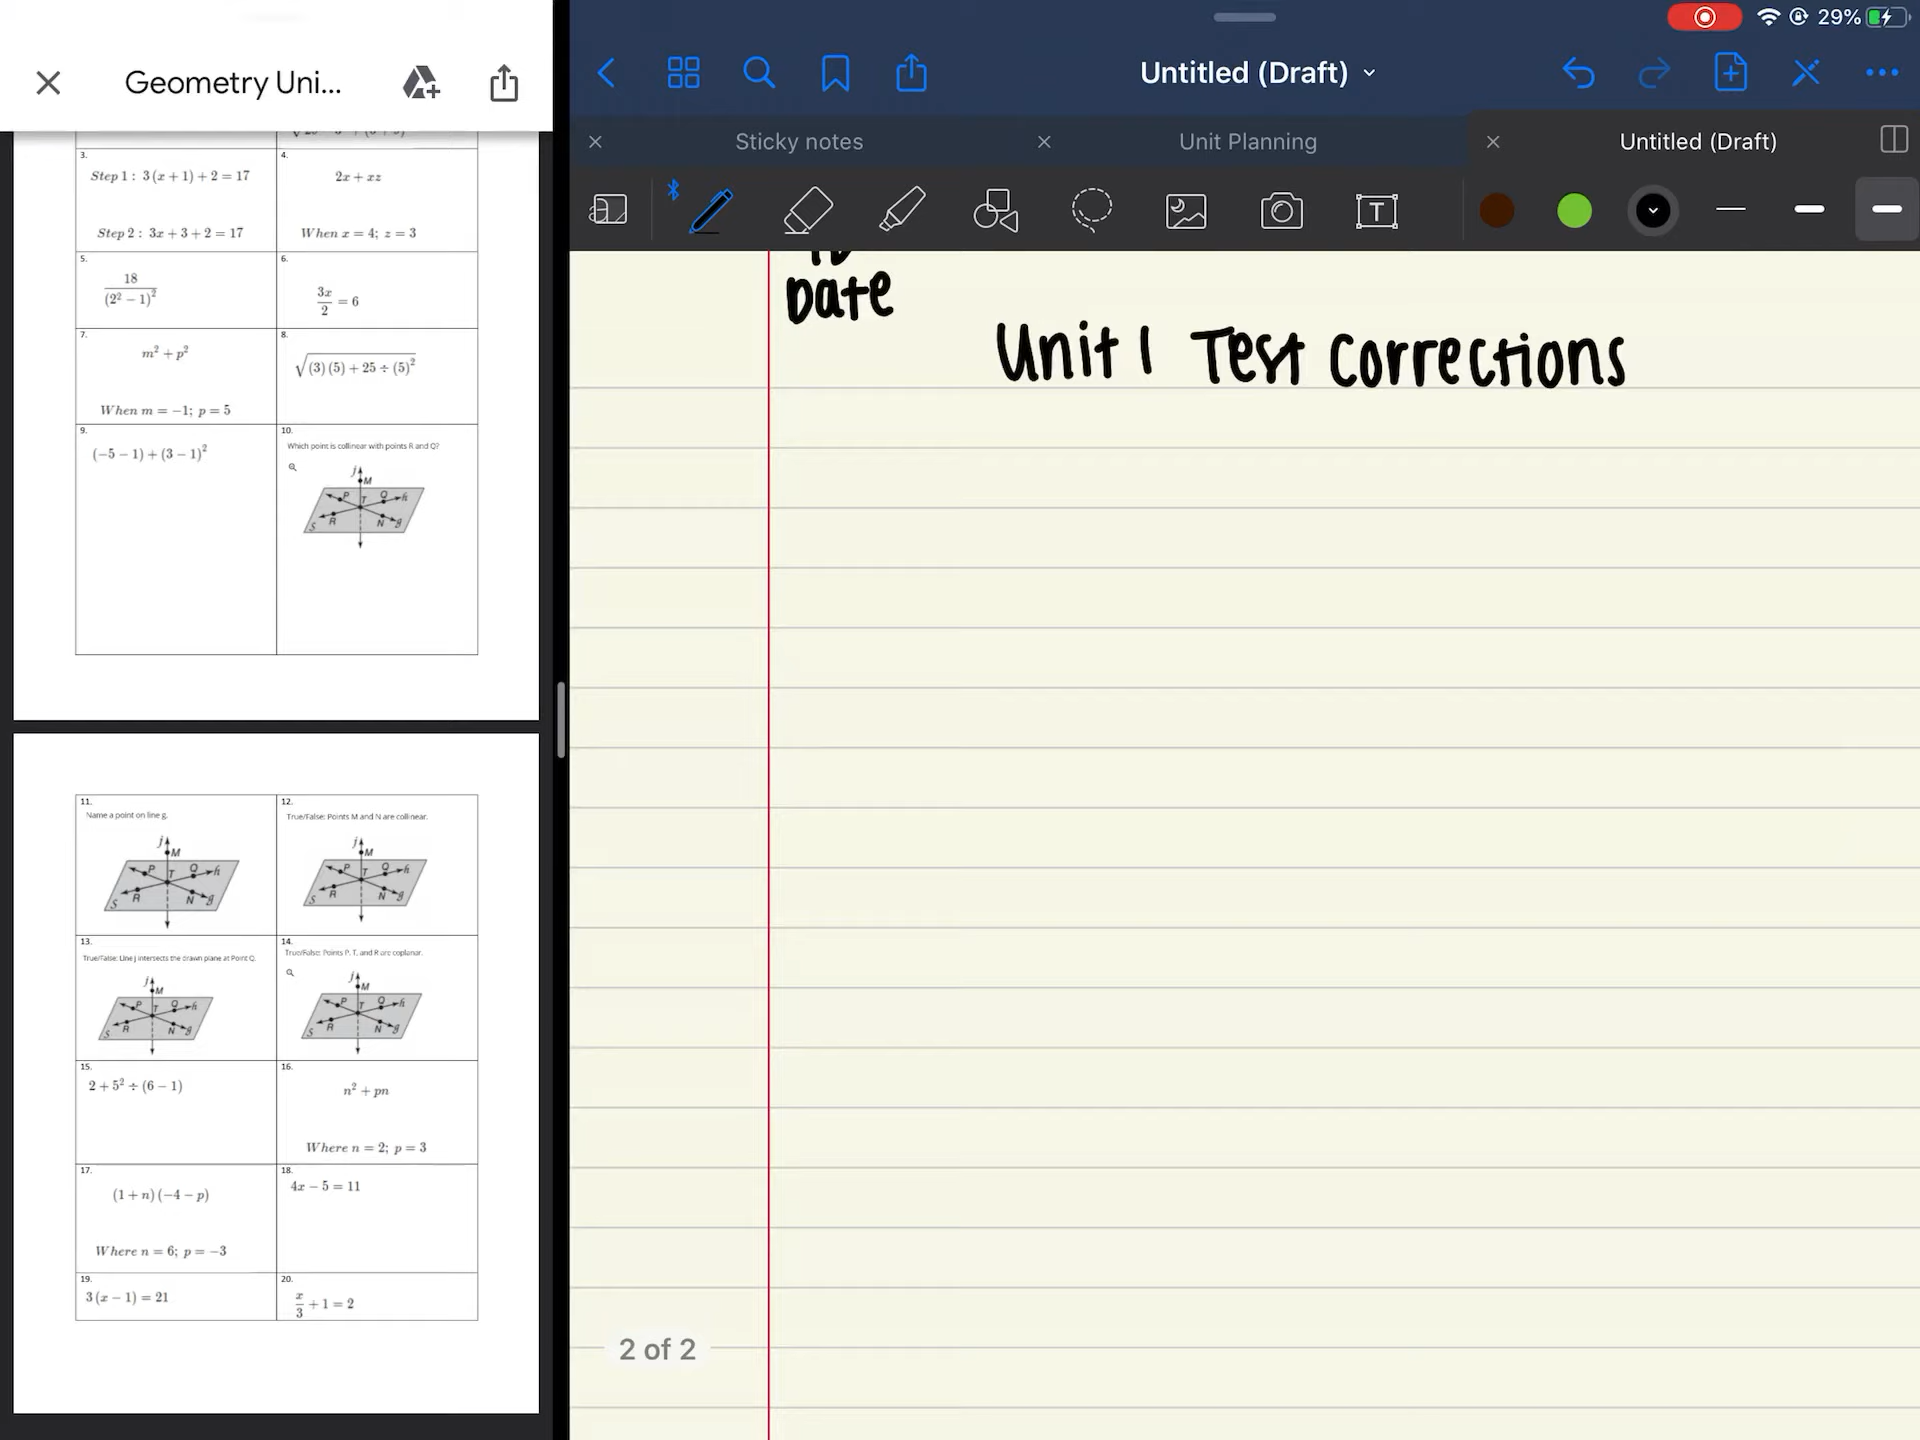 29%
Geometry Uni...
Untitled (Draft)
Sticky notes
Unit Planning
Untitled (Draft)
T
3.
Step 1 : 3 (x + 1) + 2 = 17
Step 2 : 3x + 3 + 2 = 17
4.
2x + xz
When x = 4; z = 3
5.
18
(2² − 1)²
6.
3x
2
= 6
7.
m² + p²
When m = −1; p = 5
8.
√(3) (5) + 25 ÷ (5)²
9.
(−5 − 1) + (3 − 1)²
10.
Which point is collinear with points R and Q?
j
M
P T Q h
S R N g
11.
Name a point on line g.
j
M
P T Q h
S R N g
12.
True/False: Points M and N are collinear.
j
M
P T Q h
S R N g
13.
True/False: Line j intersects the drawn plane at Point Q.
j
M
P T Q h
S R N g
14.
True/False: Points P, T, and R are coplanar.
j
M
P T Q h
S R N g
15.
2 + 5² ÷ (6 − 1)
16.
n² + pn
Where n = 2; p = 3
17.
(1 + n) (−4 − p)
Where n = 6; p = −3
18.
4x − 5 = 11
19.
3 (x − 1) = 21
20.
x
3
+ 1 = 2
Date
Unit 1 Test Corrections
2 of 2